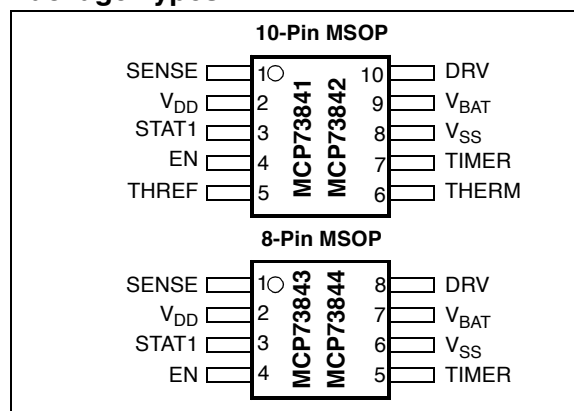 10-Pin MSOP
SENSE 1 10 DRV
VDD 2 9 VBAT
STAT1 3 8 VSS
EN 4 7 TIMER
THREF 5 6 THERM
MCP73841
MCP73842
8-Pin MSOP
SENSE 1 8 DRV
VDD 2 7 VBAT
STAT1 3 6 VSS
EN 4 5 TIMER
MCP73843
MCP73844